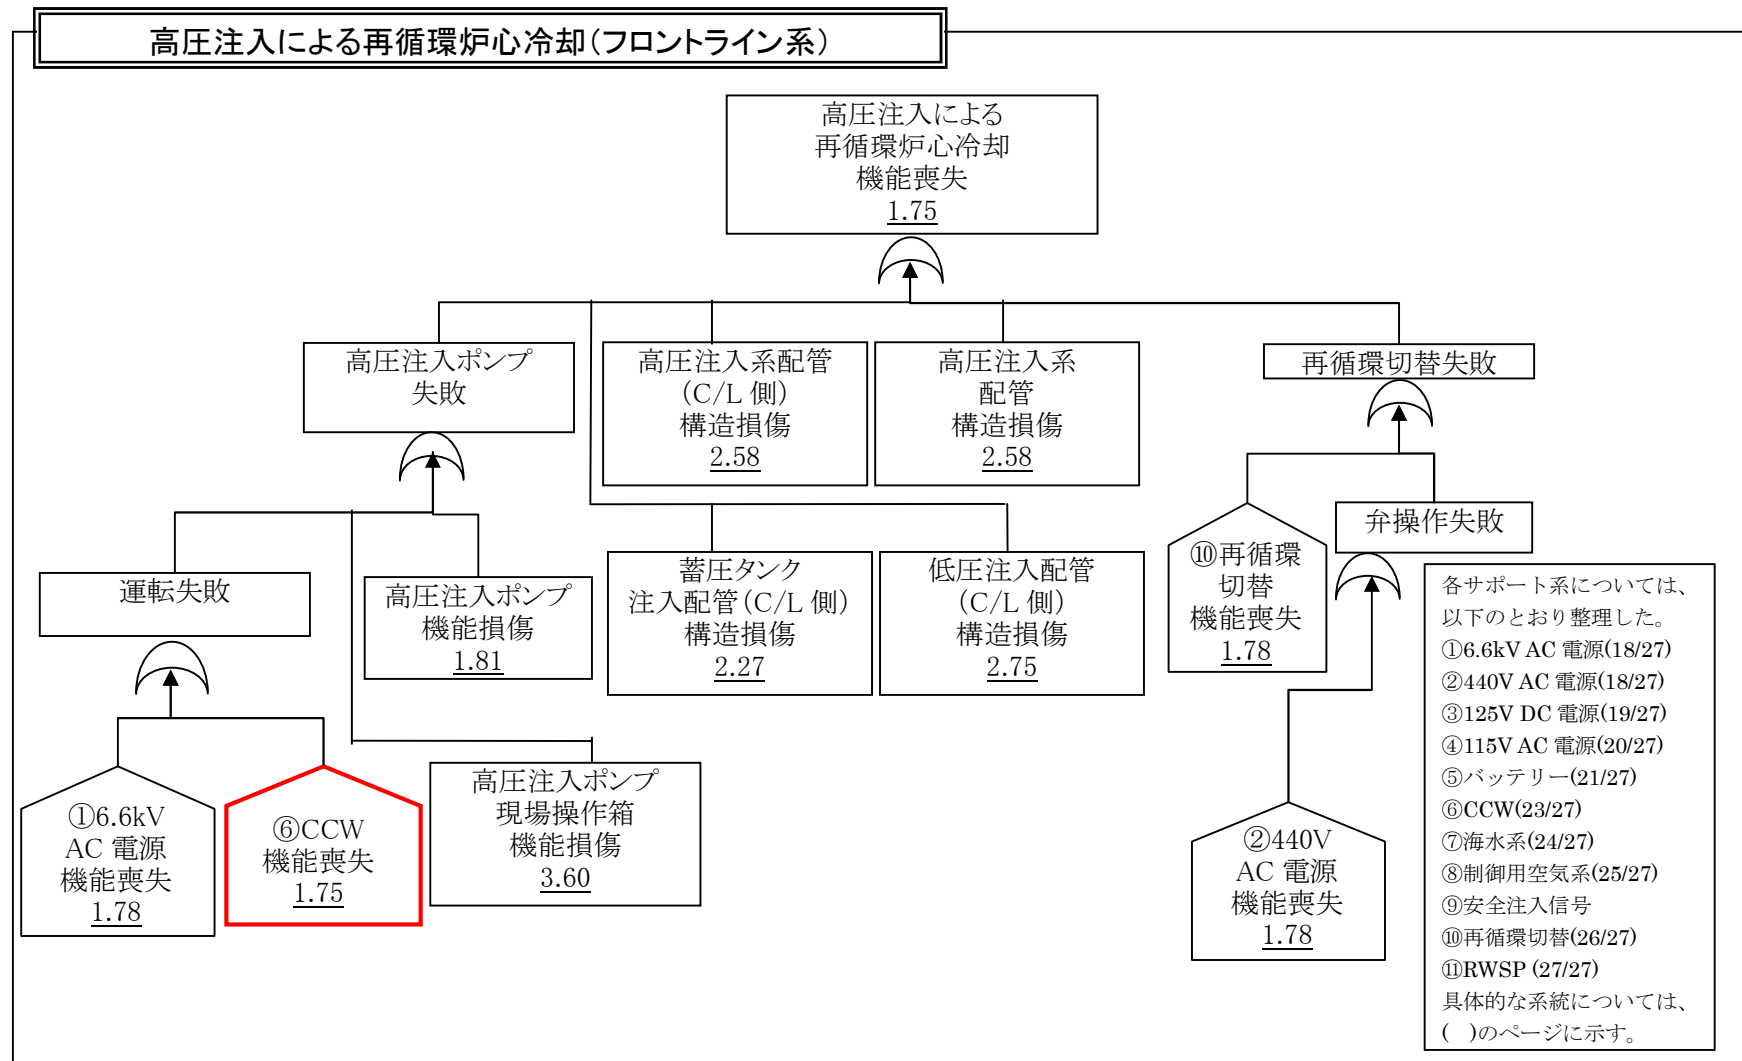 高圧注入による再循環炉心冷却(フロントライン系)
高圧注入による
再循環炉心冷却
機能喪失
1.75
高圧注入ポンプ
失敗
高圧注入系配管
(C/L 側)
構造損傷
2.58
高圧注入系
配管
構造損傷
2.58
再循環切替失敗
運転失敗
高圧注入ポンプ
機能損傷
1.81
蓄圧タンク
注入配管(C/L 側)
構造損傷
2.27
低圧注入配管
(C/L 側)
構造損傷
2.75
⑩再循環
切替
機能喪失
1.78
弁操作失敗
①6.6kV
AC 電源
機能喪失
1.78
⑥CCW
機能喪失
1.75
高圧注入ポンプ
現場操作箱
機能損傷
3.60
②440V
AC 電源
機能喪失
1.78
各サポート系については、
以下のとおり整理した。
①6.6kV AC 電源(18/27)
②440V AC 電源(18/27)
③125V DC 電源(19/27)
④115V AC 電源(20/27)
⑤バッテリー(21/27)
⑥CCW(23/27)
⑦海水系(24/27)
⑧制御用空気系(25/27)
⑨安全注入信号
⑩再循環切替(26/27)
⑪RWSP (27/27)
具体的な系統については、
( )のページに示す。